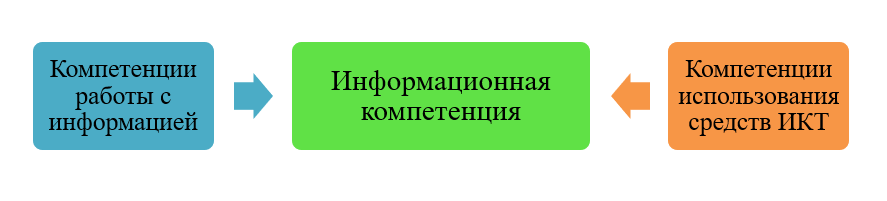 Компетенции
работы с
информацией
Информационная
компетенция
Компетенции
использования
средств ИКТ